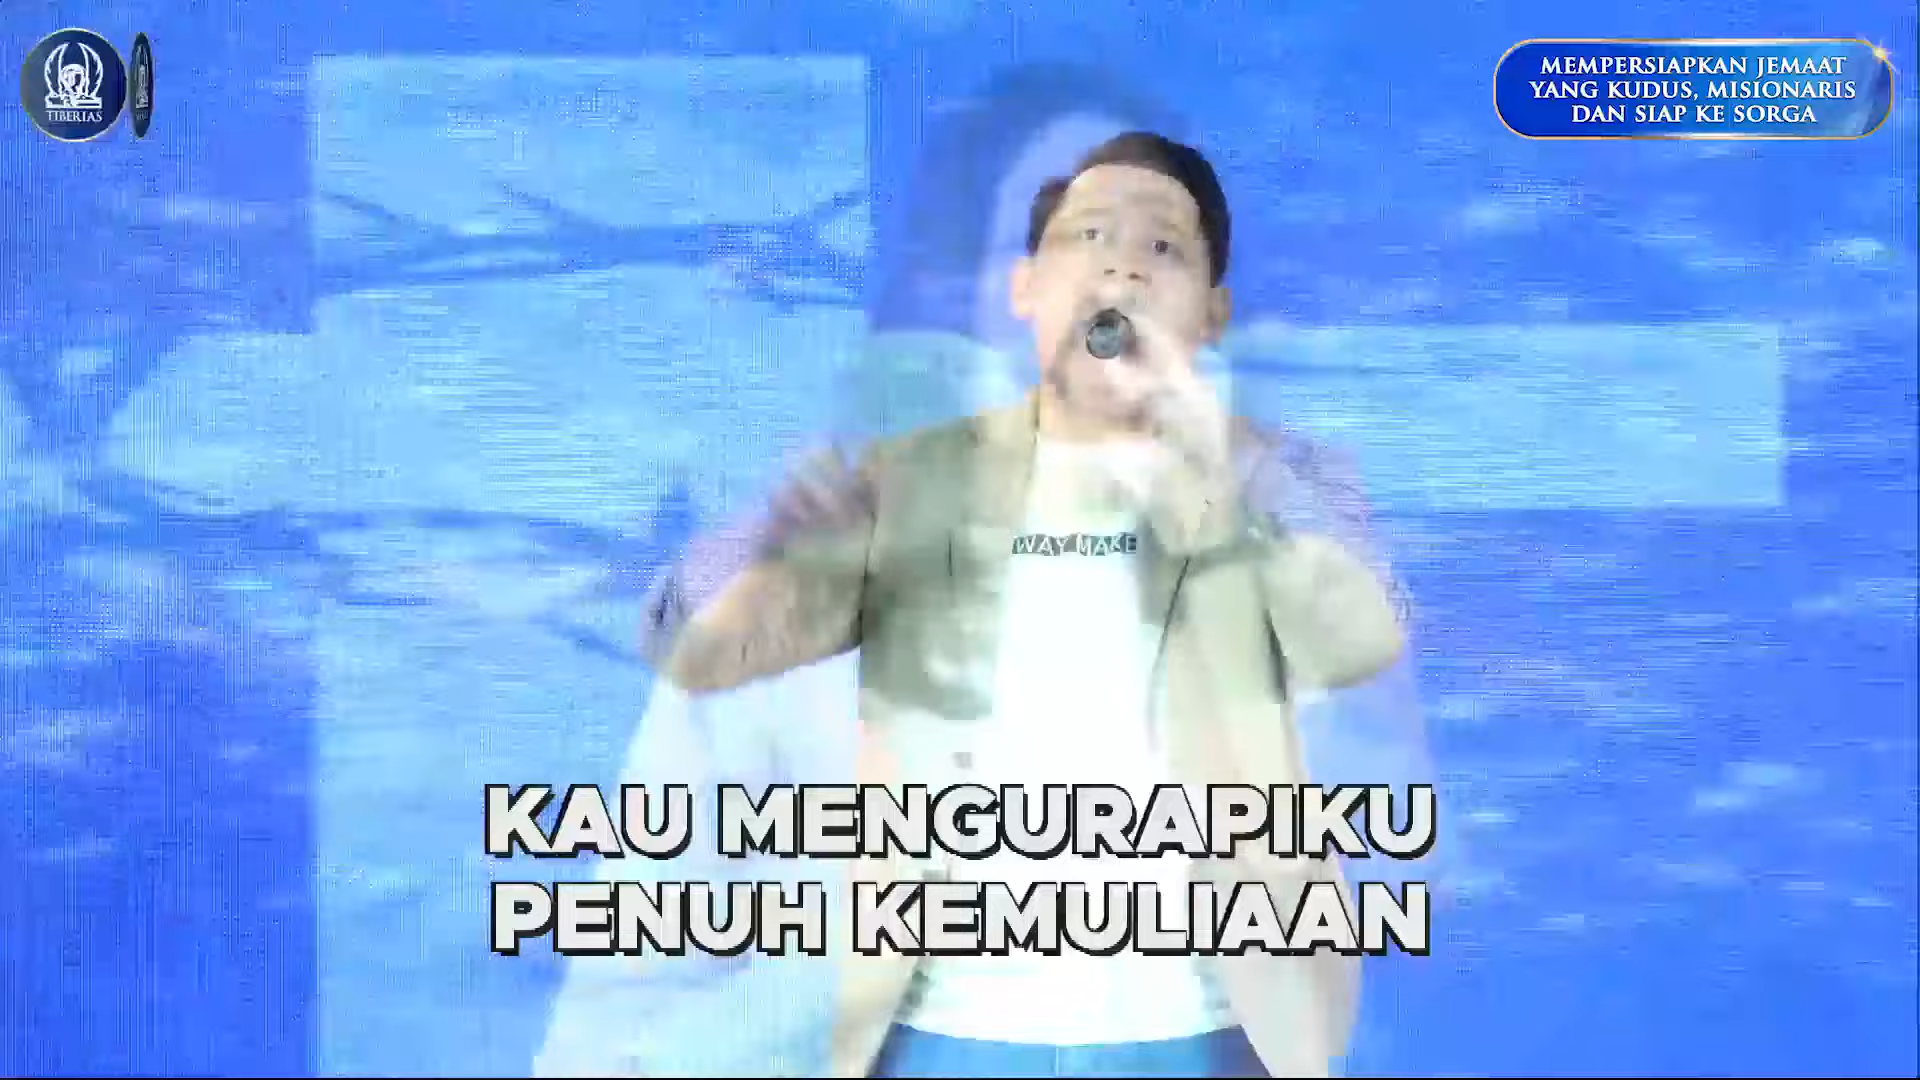 TIBERIAS
MEMPERSIAPKAN JEMAAT
YANG KUDUS, MISIONARIS
DAN SIAP KE SORGA
WAY MAKE
KAU MENGURAPIKU
PENUH KEMULIAAN